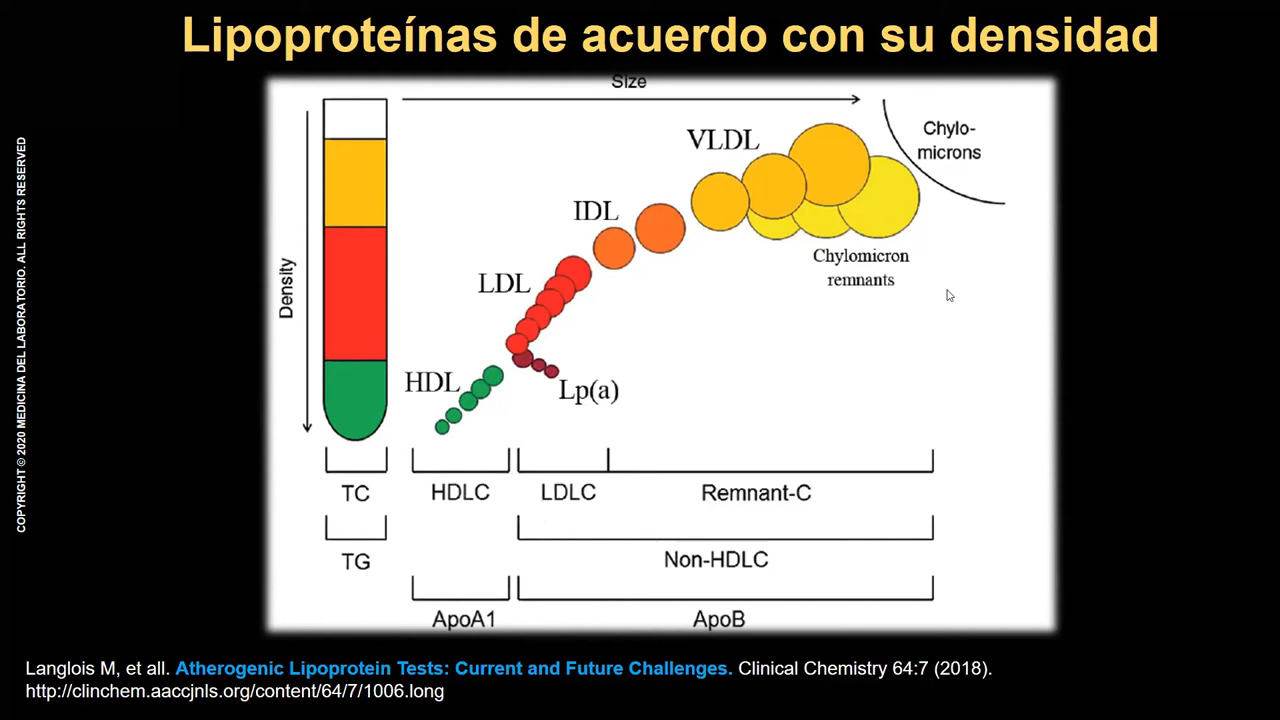 Lipoproteínas de acuerdo con su densidad
Size
Chylo-
microns
VLDL
IDL
Chylomicron
remnants
LDL
Density
HDL
Lp(a)
TC
HDLC
LDLC
Remnant-C
TG
Non-HDLC
ApoA1
ApoB
COPYRIGHT © 2020 MEDICINA DEL LABORATORIO. ALL RIGHTS RESERVED
Langlois M, et all. Atherogenic Lipoprotein Tests: Current and Future Challenges. Clinical Chemistry 64:7 (2018).
http://clinchem.aaccjnls.org/content/64/7/1006.long